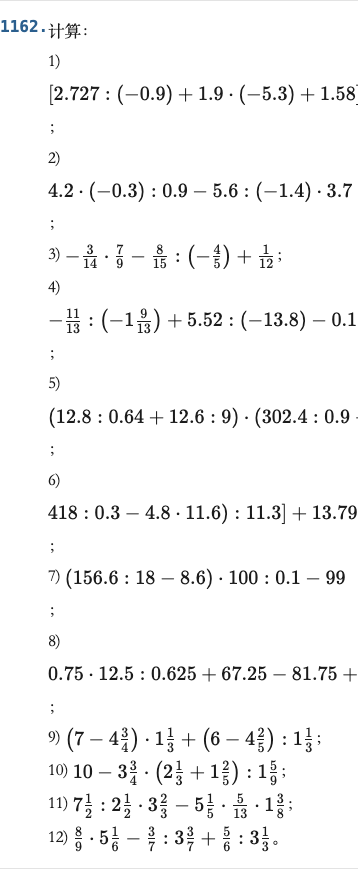 1162. 计算：
1)
[2.727 : (−0.9) + 1.9 · (−5.3) + 1.58]
;
2)
4.2 · (−0.3) : 0.9 − 5.6 : (−1.4) · 3.7
;
3) −3/14 · 7/9 − 8/15 : (−4/5) + 1/12 ;
4)
−11/13 : (−1 9/13) + 5.52 : (−13.8) − 0.1
;
5)
(12.8 : 0.64 + 12.6 : 9) · (302.4 : 0.9
;
6)
418 : 0.3 − 4.8 · 11.6) : 11.3] + 13.79
;
7) (156.6 : 18 − 8.6) · 100 : 0.1 − 99
;
8)
0.75 · 12.5 : 0.625 + 67.25 − 81.75 +
;
9) (7 − 4 3/4) · 1 1/3 + (6 − 4 2/5) : 1 1/3 ;
10) 10 − 3 3/4 · (2 1/3 + 1 2/5) : 1 5/9 ;
11) 7 1/2 : 2 1/2 · 3 2/3 − 5 1/5 · 5/13 · 1 3/8 ;
12) 8/9 · 5 1/6 − 3/7 : 3 3/7 + 5/6 : 3 1/3 。